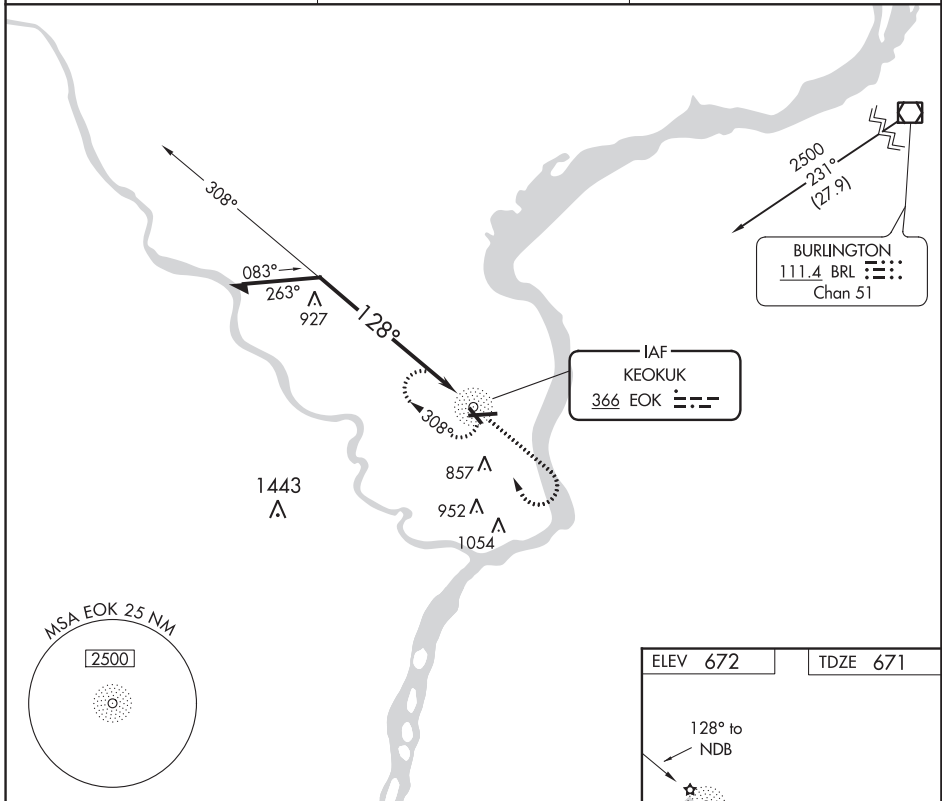 2500
231°
(27.9)
BURLINGTON
111.4 BRL
Chan 51
308°
083°
263°
927
128°
IAF
KEOKUK
366 EOK
308°
857
952
1054
1443
MSA EOK 25 NM
2500
ELEV 672
TDZE 671
128° to
NDB